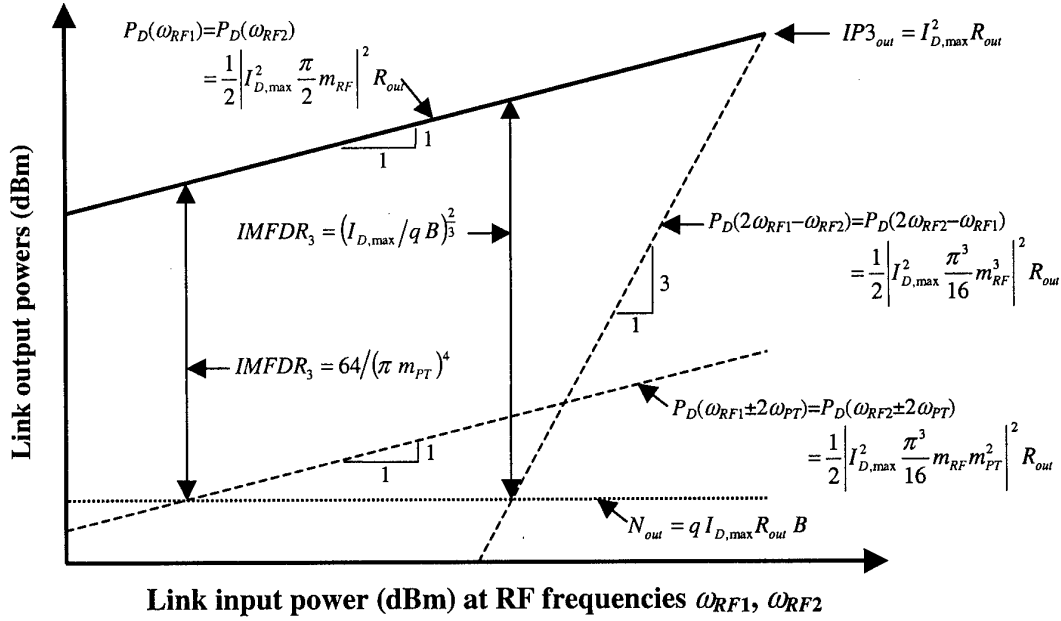 P_D(ω_RF1)=P_D(ω_RF2)
= 1/2 |I²_D,max π/2 m_RF|² R_out
IP3_out = I²_D,max R_out
1
1
IMFDR₃ = (I_D,max/q B)^(2/3)
P_D(2ω_RF1−ω_RF2)=P_D(2ω_RF2−ω_RF1)
= 1/2 |I²_D,max π³/16 m³_RF|² R_out
3
1
IMFDR₃ = 64/(π m_PT)⁴
P_D(ω_RF1±2ω_PT)=P_D(ω_RF2±2ω_PT)
= 1/2 |I²_D,max π³/16 m_RF m²_PT|² R_out
1
1
N_out = q I_D,max R_out B
Link output powers (dBm)
Link input power (dBm) at RF frequencies ω_RF1, ω_RF2